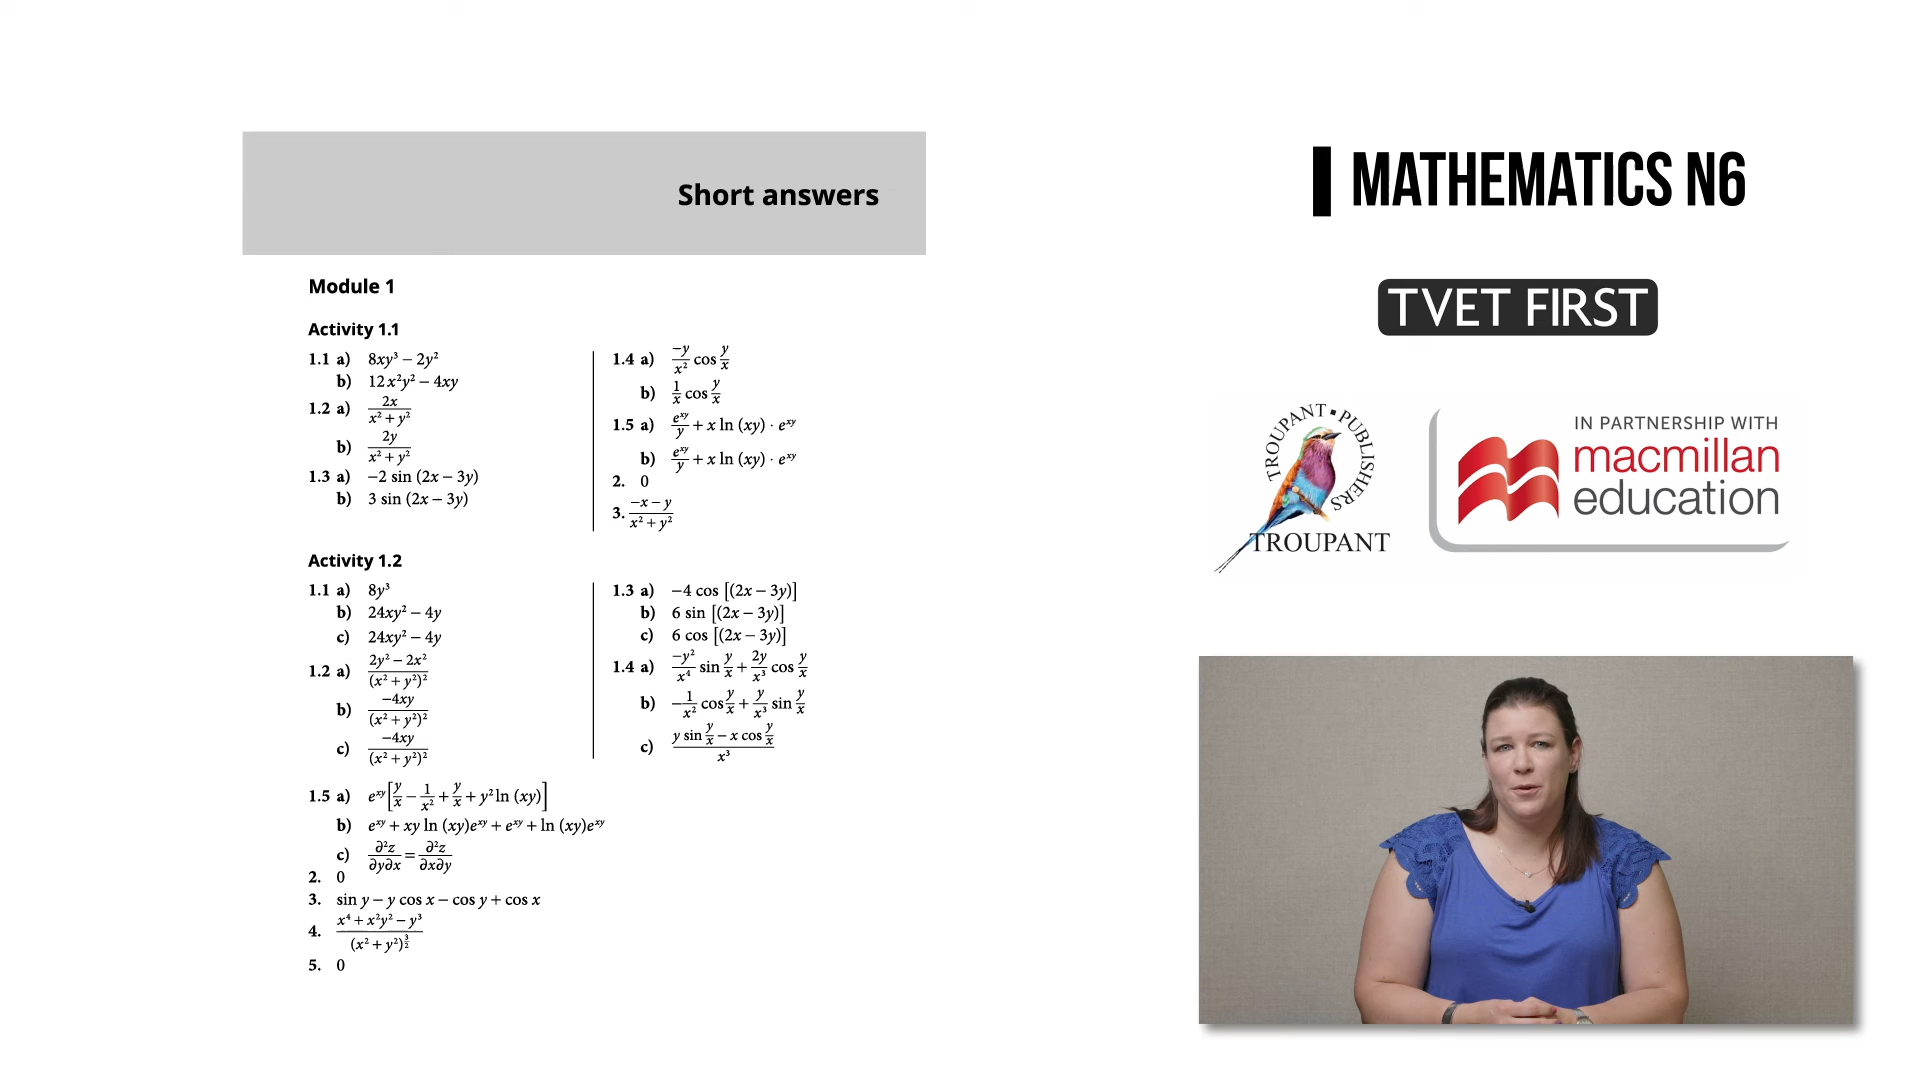 Short answers
Module 1
Activity 1.1
1.1 a) 8xy³ − 2y²
b) 12x²y² − 4xy
1.2 a) 2x/(x² + y²)
b) 2y/(x² + y²)
1.3 a) −2 sin (2x − 3y)
b) 3 sin (2x − 3y)
1.4 a) −y/x² cos y/x
b) 1/x cos y/x
1.5 a) e^xy/y + x ln (xy) · e^xy
b) e^xy/y + x ln (xy) · e^xy
2. 0
3. (−x − y)/(x² + y²)
Activity 1.2
1.1 a) 8y³
b) 24xy² − 4y
c) 24xy² − 4y
1.2 a) (2y² − 2x²)/(x² + y²)²
b) −4xy/(x² + y²)²
c) −4xy/(x² + y²)²
1.3 a) −4 cos [(2x − 3y)]
b) 6 sin [(2x − 3y)]
c) 6 cos [(2x − 3y)]
1.4 a) −y²/x⁴ sin y/x + 2y/x³ cos y/x
b) −1/x² cos y/x + y/x³ sin y/x
c) (y sin y/x − x cos y/x)/x³
1.5 a) e^xy [y/x − 1/x² + y/x + y² ln (xy)]
b) e^xy + xy ln (xy)e^xy + e^xy + ln (xy)e^xy
c) ∂²z/∂y∂x = ∂²z/∂x∂y
2. 0
3. sin y − y cos x − cos y + cos x
4. (x⁴ + x²y² − y³)/(x² + y²)^(3/2)
5. 0
MATHEMATICS N6
TVET FIRST
TROUPANT • PUBLISHERS
TROUPANT
IN PARTNERSHIP WITH
macmillan
education